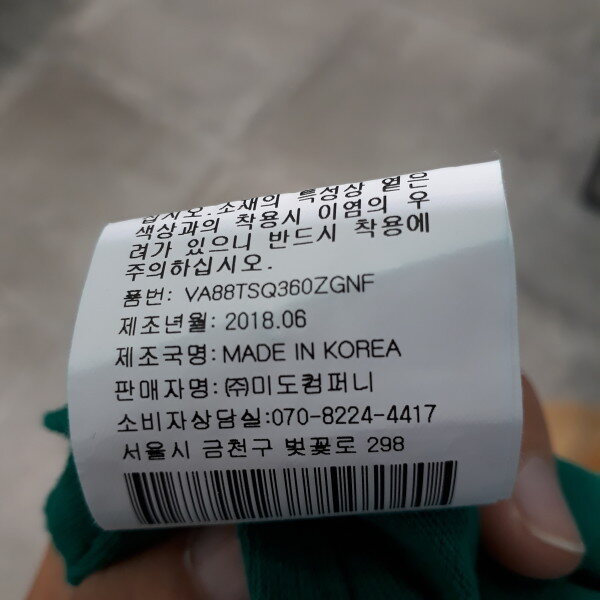 십시오.소재의 특성상 옅은
색상과의 착용시 이염의 우
려가 있으니 반드시 착용에
주의하십시오.
품번: VA88TSQ360ZGNF
제조년월: 2018.06
제조국명: MADE IN KOREA
판매자명: ㈜미도컴퍼니
소비자상담실:070-8224-4417
서울시 금천구 벚꽃로 298